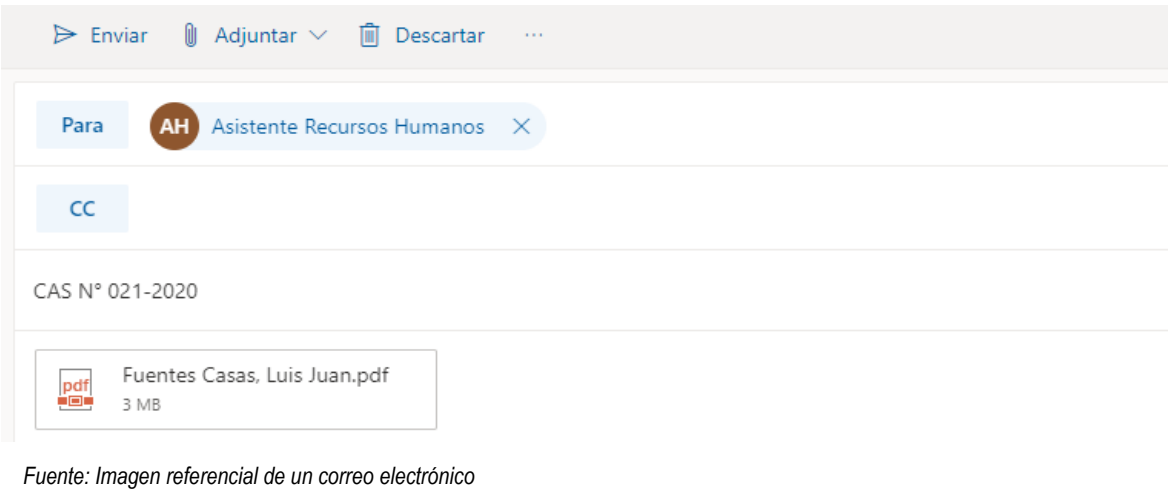 Enviar Adjuntar Descartar ...
Para AH Asistente Recursos Humanos
CC
CAS N° 021-2020
pdf Fuentes Casas, Luis Juan.pdf
3 MB
Fuente: Imagen referencial de un correo electrónico